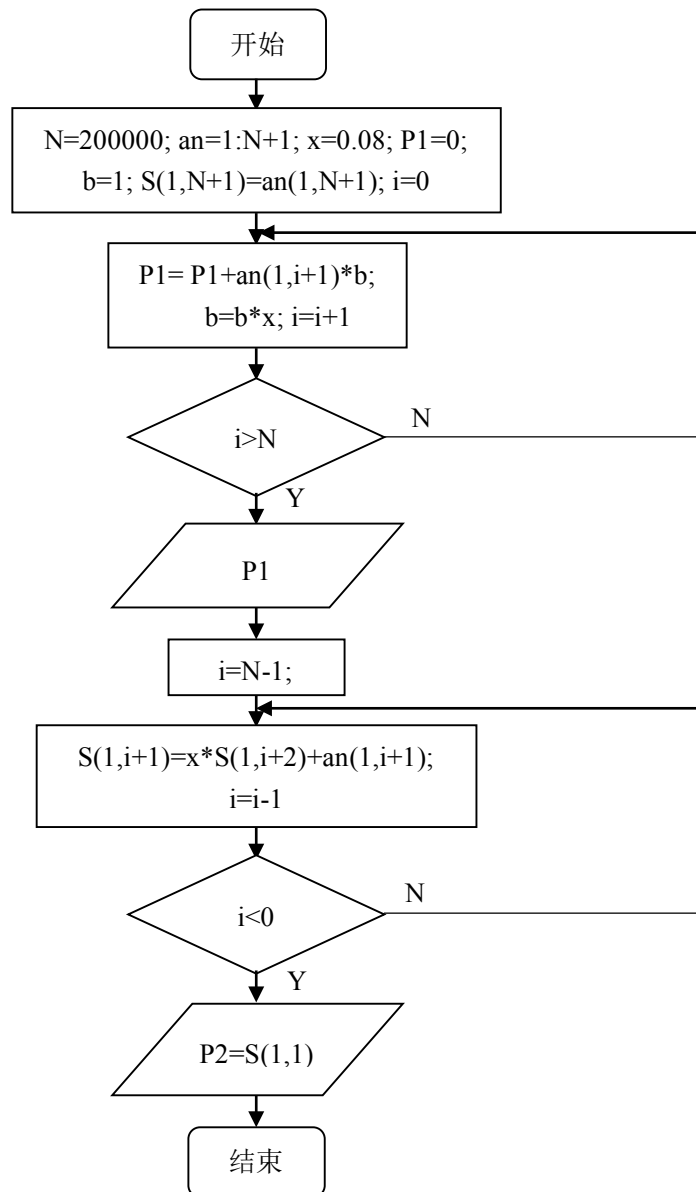 开始
N=200000; an=1:N+1; x=0.08; P1=0;
b=1; S(1,N+1)=an(1,N+1); i=0
P1= P1+an(1,i+1)*b;
b=b*x; i=i+1
i>N
N
Y
P1
i=N-1;
S(1,i+1)=x*S(1,i+2)+an(1,i+1);
i=i-1
i<0
N
Y
P2=S(1,1)
结束